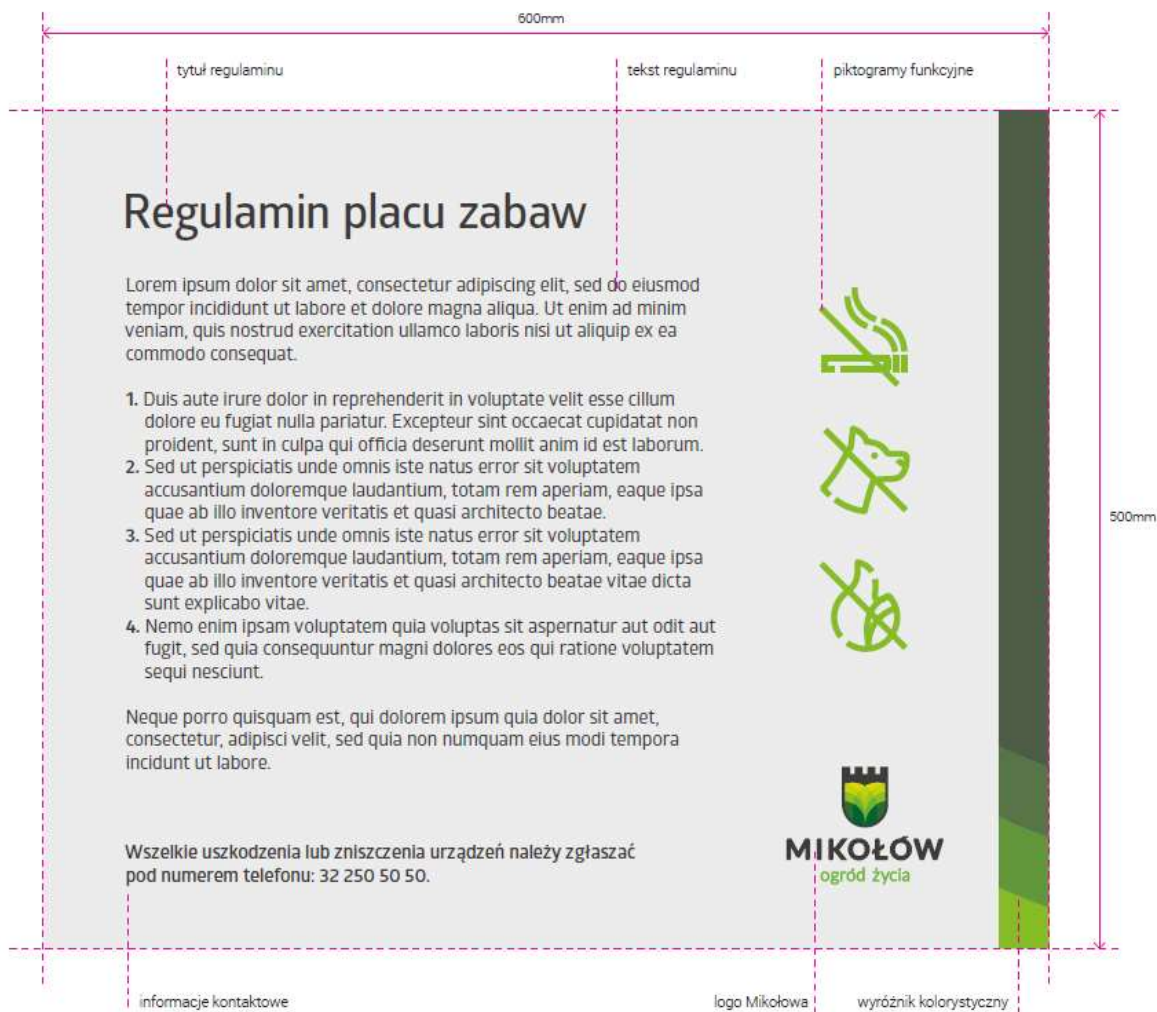 600mm
tytuł regulaminu
tekst regulaminu
piktogramy funkcyjne
Regulamin placu zabaw
Lorem ipsum dolor sit amet, consectetur adipiscing elit, sed do eiusmod
tempor incididunt ut labore et dolore magna aliqua. Ut enim ad minim
veniam, quis nostrud exercitation ullamco laboris nisi ut aliquip ex ea
commodo consequat.
1. Duis aute irure dolor in reprehenderit in voluptate velit esse cillum
dolore eu fugiat nulla pariatur. Excepteur sint occaecat cupidatat non
proident, sunt in culpa qui officia deserunt mollit anim id est laborum.
2. Sed ut perspiciatis unde omnis iste natus error sit voluptatem
accusantium doloremque laudantium, totam rem aperiam, eaque ipsa
quae ab illo inventore veritatis et quasi architecto beatae.
3. Sed ut perspiciatis unde omnis iste natus error sit voluptatem
accusantium doloremque laudantium, totam rem aperiam, eaque ipsa
quae ab illo inventore veritatis et quasi architecto beatae vitae dicta
sunt explicabo vitae.
4. Nemo enim ipsam voluptatem quia voluptas sit aspernatur aut odit aut
fugit, sed quia consequuntur magni dolores eos qui ratione voluptatem
sequi nesciunt.
Neque porro quisquam est, qui dolorem ipsum quia dolor sit amet,
consectetur, adipisci velit, sed quia non numquam eius modi tempora
incidunt ut labore.
Wszelkie uszkodzenia lub zniszczenia urządzeń należy zgłaszać
pod numerem telefonu: 32 250 50 50.
MIKOŁÓW
ogród życia
500mm
informacje kontaktowe
logo Mikołowa
wyróżnik kolorystyczny